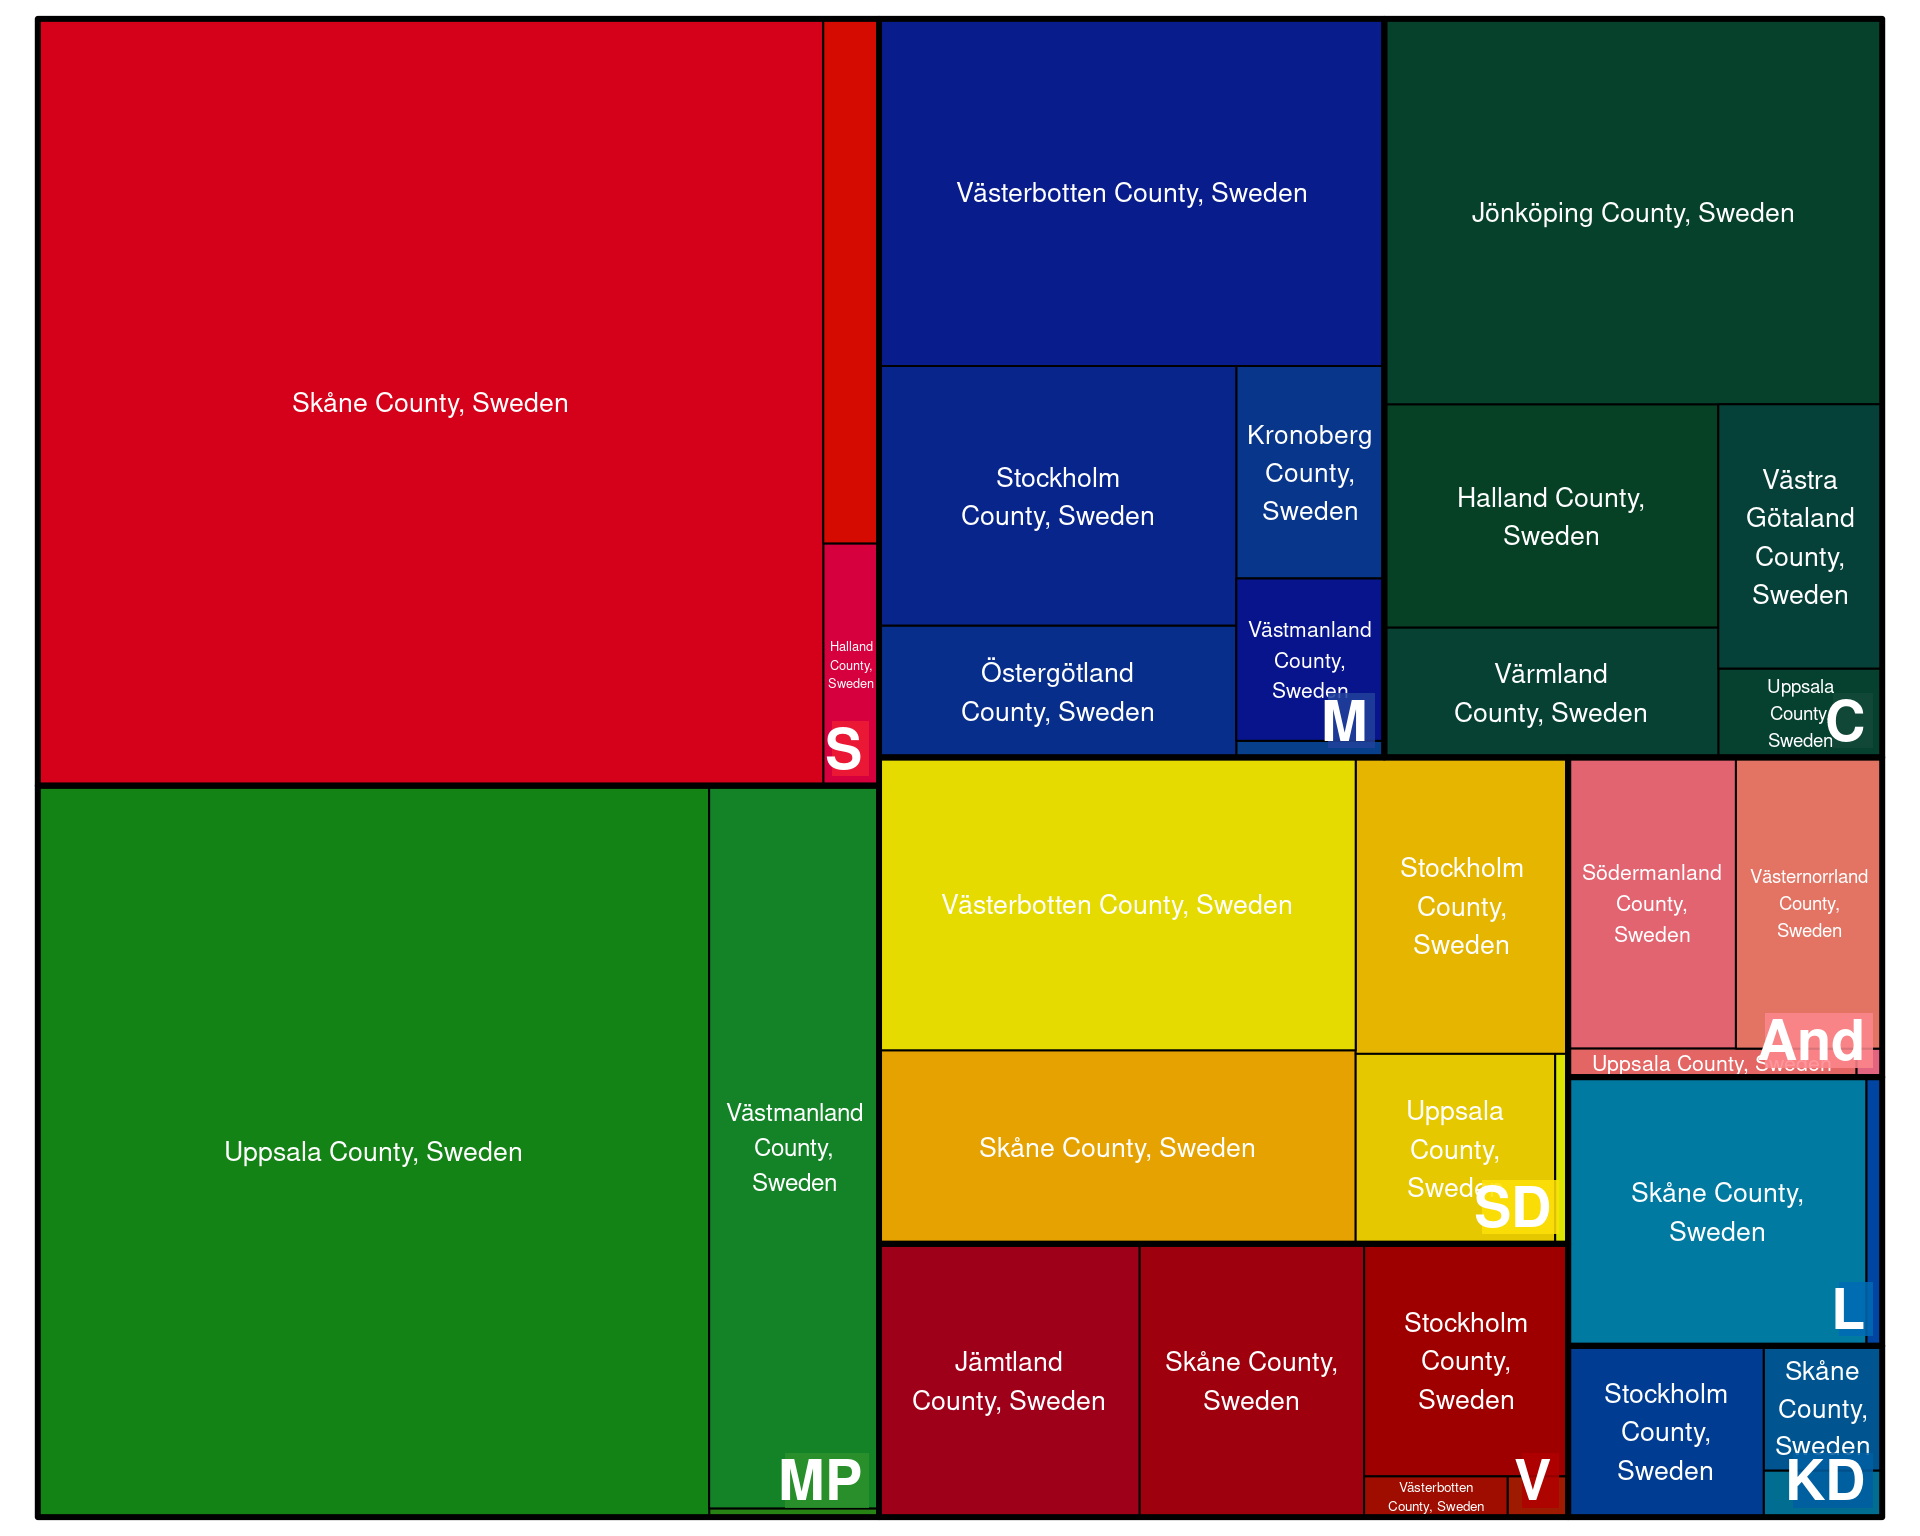 Skåne County, Sweden
Halland
County,
Sweden
S
Uppsala County, Sweden
Västmanland
County,
Sweden
MP
Västerbotten County, Sweden
Stockholm
County, Sweden
Kronoberg
County,
Sweden
Östergötland
County, Sweden
Västmanland
County,
Sweden
M
Jönköping County, Sweden
Halland County,
Sweden
Västra
Götaland
County,
Sweden
Värmland
County, Sweden
Uppsala
County,
Sweden
C
Västerbotten County, Sweden
Stockholm
County,
Sweden
Skåne County, Sweden
Uppsala
County,
Sweden
SD
Södermanland
County,
Sweden
Västernorrland
County,
Sweden
Uppsala County, Sweden
And
Skåne County,
Sweden
L
Jämtland
County, Sweden
Skåne County,
Sweden
Stockholm
County,
Sweden
Västerbotten
County, Sweden
V
Stockholm
County,
Sweden
Skåne
County,
Sweden
KD